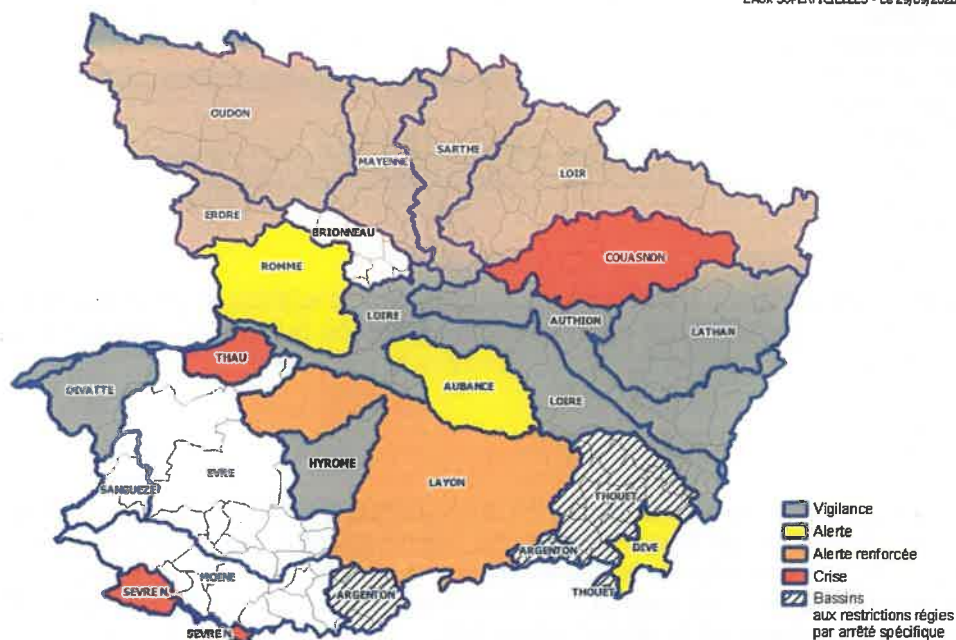 OUDON
MAYENNE
SARTHE
LOIR
ERDRE
BRIONNEAU
ROMME
COUASNON
LOIRE
AUTHION
LATHAN
THAU
DIVATTE
AUBANCE
LOIRE
EVRE
HYROME
LAYON
SANGUEZE
THOUET
ARGENTON
DIVE
MOINE
SEVRE N.
ARGENTON
THOUET
SEVRE N.
Vigilance
Alerte
Alerte renforcée
Crise
Bassins
aux restrictions régies
par arrêté spécifique